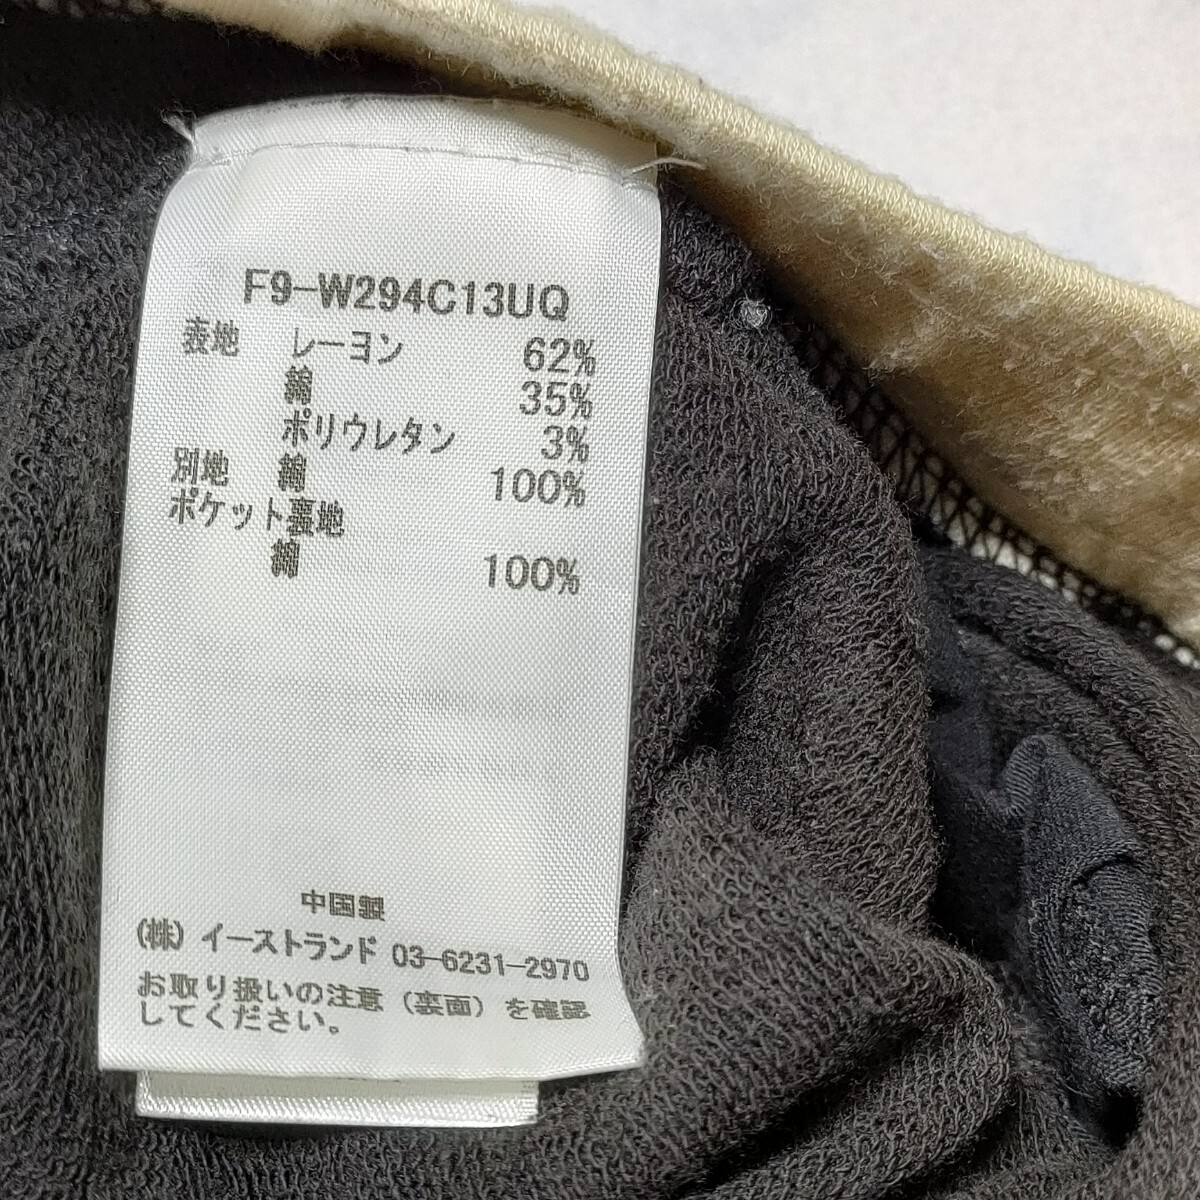 F9-W294C13UQ
表地 レーヨン 62%
綿 35%
ポリウレタン 3%
別地 綿 100%
ポケット裏地
綿 100%
中国製
(株) イーストランド 03-6231-2970
お取り扱いの注意 (裏面) を確認
してください。